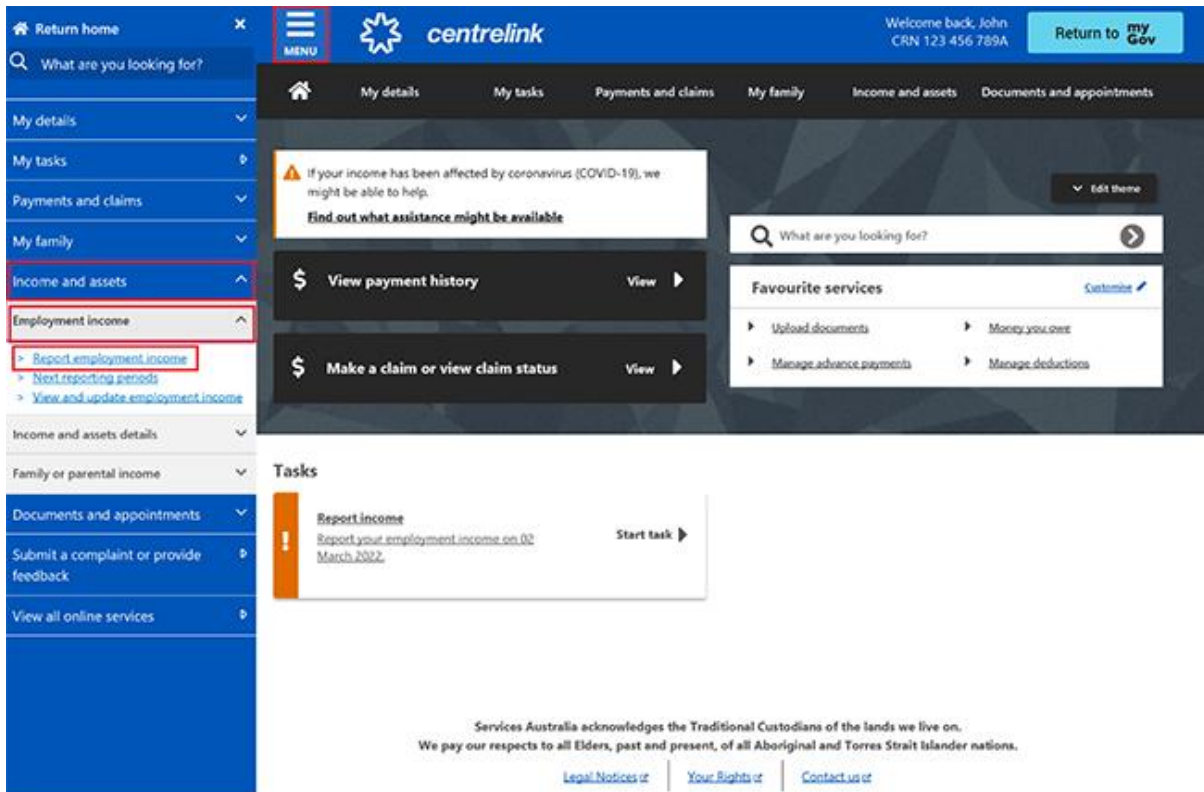 Return home
What are you looking for?
My details
My tasks
Payments and claims
My family
Income and assets
Employment income
> Report employment income
> Next reporting periods
> View and update employment income
Income and assets details
Family or parental income
Documents and appointments
Submit a complaint or provide
feedback
View all online services
MENU
centrelink
Welcome back, John
CRN 123 456 789A
Return to myGov
My details My tasks Payments and claims My family Income and assets Documents and appointments
If your income has been affected by coronavirus (COVID-19), we
might be able to help.
Find out what assistance might be available
Edit theme
What are you looking for?
$ View payment history View
$ Make a claim or view claim status View
Favourite services Customise
Upload documents Money you owe
Manage advance payments Manage deductions
Tasks
!
Report income
Report your employment income on 02
March 2022.
Start task
Services Australia acknowledges the Traditional Custodians of the lands we live on.
We pay our respects to all Elders, past and present, of all Aboriginal and Torres Strait Islander nations.
Legal Notices Your Rights Contact us